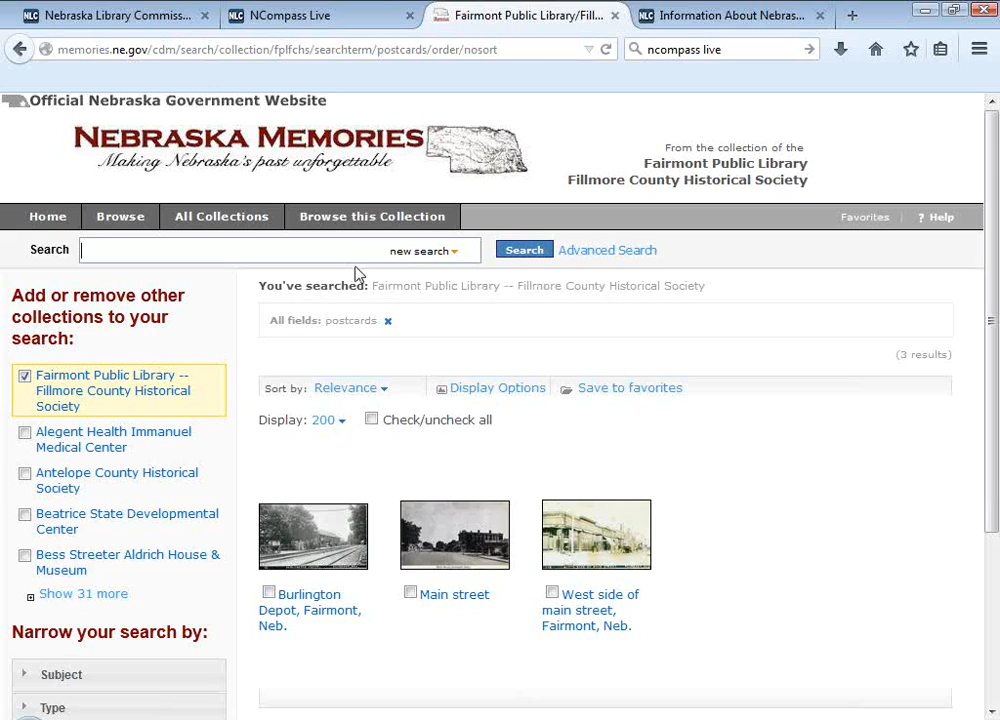 Nebraska Library Commiss... ×
NLC NCompass Live ×
Fairmont Public Library/Fill... ×
NLC Information About Nebras... ×
memories.ne.gov/cdm/search/collection/fplfchs/searchterm/postcards/order/nosort
ncompass live
Official Nebraska Government Website
NEBRASKA MEMORIES
Making Nebraska's past unforgettable
From the collection of the
Fairmont Public Library
Fillmore County Historical Society
Home Browse All Collections Browse this Collection
Favorites | ? Help
Search
new search
Search
Advanced Search
Add or remove other
collections to your
search:
Fairmont Public Library --
Fillmore County Historical
Society
Alegent Health Immanuel
Medical Center
Antelope County Historical
Society
Beatrice State Developmental
Center
Bess Streeter Aldrich House &
Museum
Show 31 more
Narrow your search by:
Subject
Type
You've searched: Fairmont Public Library -- Fillmore County Historical Society
All fields: postcards
(3 results)
Sort by: Relevance
Display Options
Save to favorites
Display: 200
Check/uncheck all
Burlington
Depot, Fairmont,
Neb.
Main street
West side of
main street,
Fairmont, Neb.